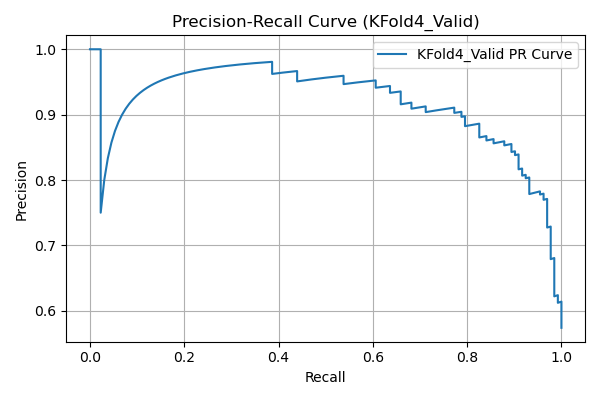 Precision-Recall Curve (KFold4_Valid)
KFold4_Valid PR Curve
1.0
0.9
0.8
0.7
0.6
Precision
0.0 0.2 0.4 0.6 0.8 1.0
Recall